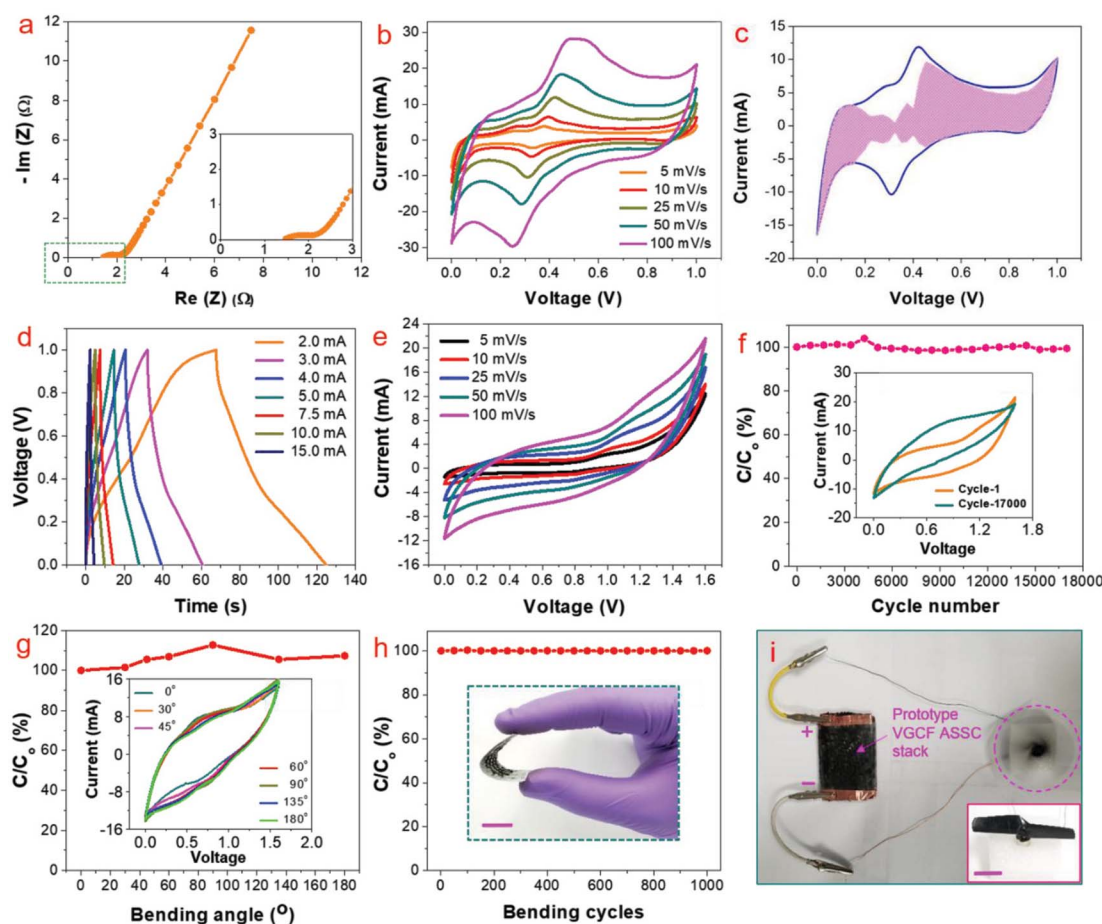 a
12
10
8
6
4
2
0
- Im (Z) (Ω)
3
2
1
0
0 1 2 3
0 2 4 6 8 10 12
Re (Z) (Ω)
b
30
20
10
0
-10
-20
-30
Current (mA)
5 mV/s
10 mV/s
25 mV/s
50 mV/s
100 mV/s
0.0 0.2 0.4 0.6 0.8 1.0
Voltage (V)
c
15
10
5
0
-5
-10
-15
Current (mA)
0.0 0.2 0.4 0.6 0.8 1.0
Voltage (V)
d
1.0
0.8
0.6
0.4
0.2
0.0
Voltage (V)
2.0 mA
3.0 mA
4.0 mA
5.0 mA
7.5 mA
10.0 mA
15.0 mA
0 20 40 60 80 100 120 140
Time (s)
e
24
20
16
12
8
4
0
-4
-8
-12
-16
Current (mA)
5 mV/s
10 mV/s
25 mV/s
50 mV/s
100 mV/s
0.0 0.2 0.4 0.6 0.8 1.0 1.2 1.4 1.6
Voltage (V)
f
100
80
60
40
20
0
C/Co (%)
30
20
10
0
-10
-20
Current (mA)
Cycle-1
Cycle-17000
0.0 0.6 1.2 1.8
Voltage
0 3000 6000 9000 12000 15000 18000
Cycle number
g
120
100
80
60
40
20
0
C/Co (%)
16
8
0
-8
-16
Current (mA)
0°
30°
45°
60°
90°
135°
180°
0.0 0.5 1.0 1.5 2.0
Voltage
0 20 40 60 80 100 120 140 160 180
Bending angle (°)
h
100
80
60
40
20
0
C/Co (%)
0 200 400 600 800 1000
Bending cycles
i
+
Prototype
VGCF ASSC
stack
−